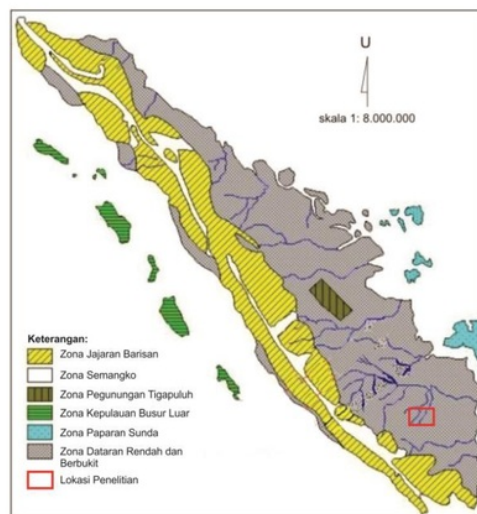 U
skala 1: 8.000.000
Keterangan:
Zona Jajaran Barisan
Zona Semangko
Zona Pegunungan Tigapuluh
Zona Kepulauan Busur Luar
Zona Paparan Sunda
Zona Dataran Rendah dan
Berbukit
Lokasi Penelitian